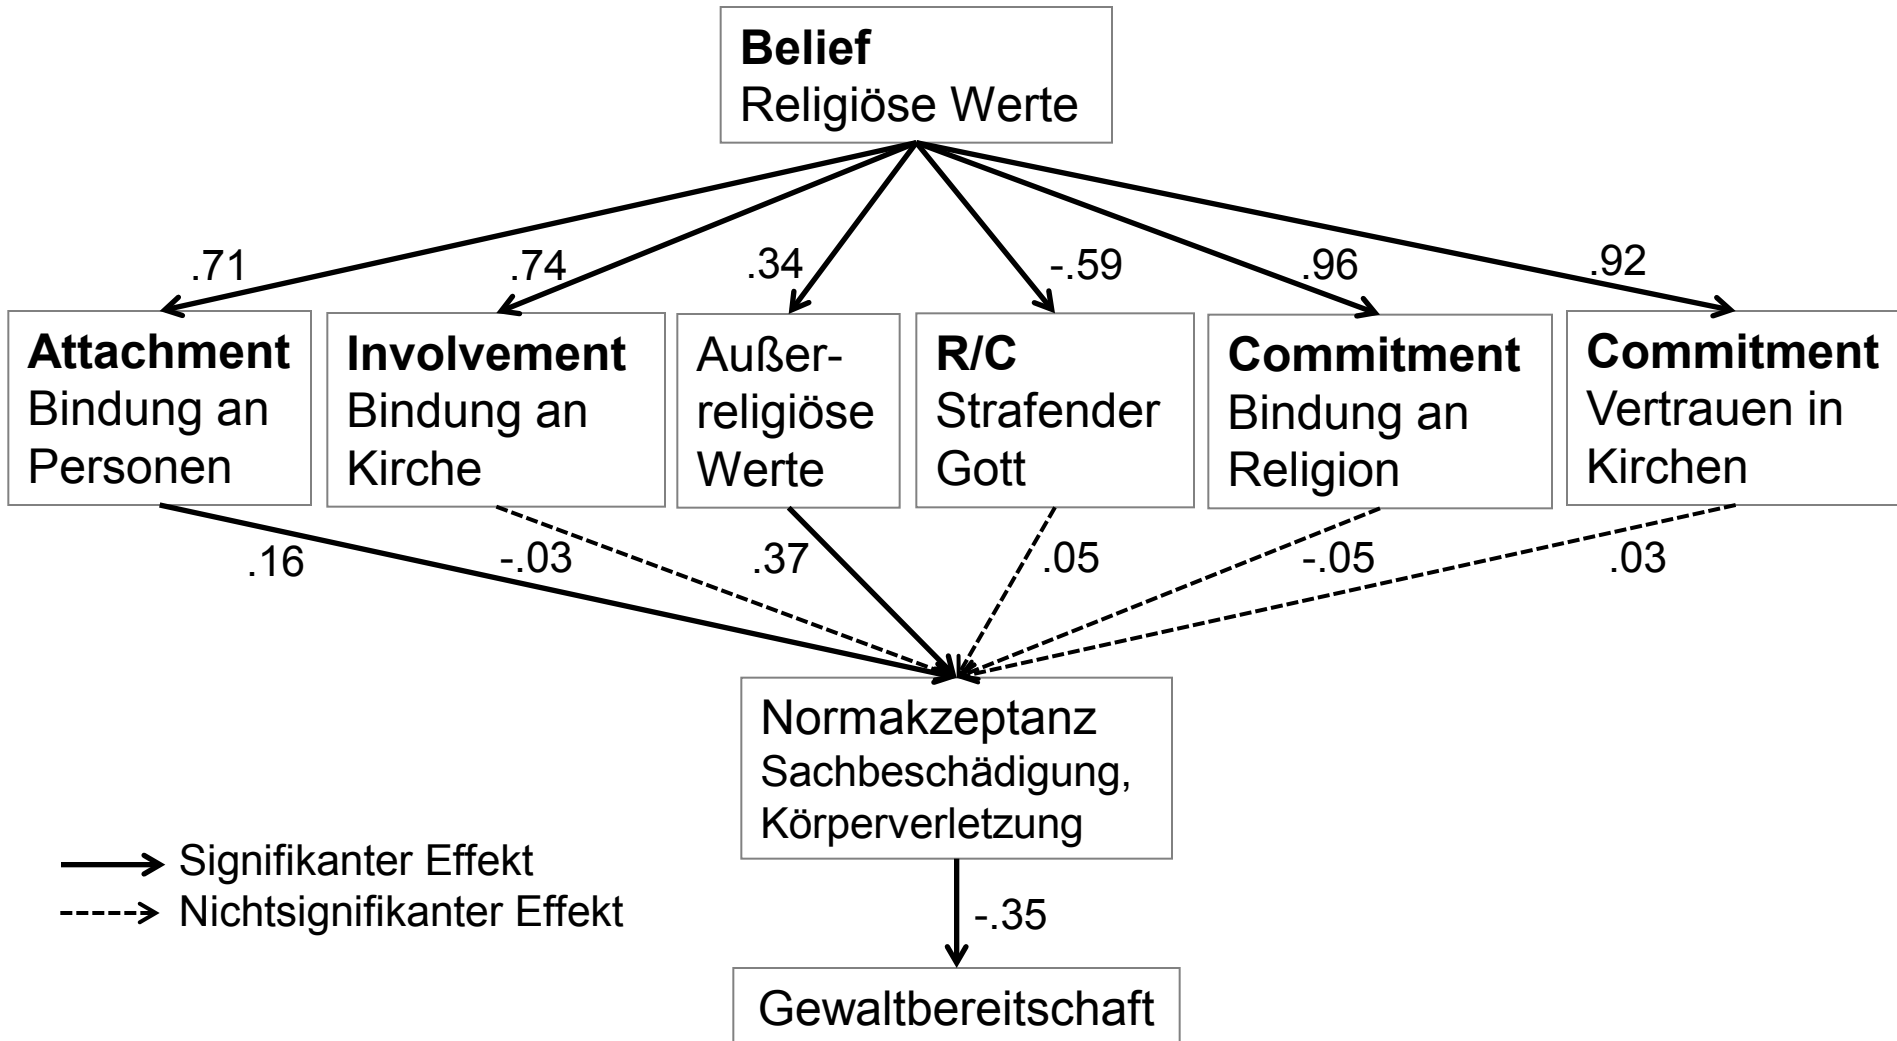 Belief
Religiöse Werte
.71
.74
.34
-.59
.96
.92
Attachment
Bindung an
Personen
Involvement
Bindung an
Kirche
Außer-
religiöse
Werte
R/C
Strafender
Gott
Commitment
Bindung an
Religion
Commitment
Vertrauen in
Kirchen
.16
-.03
.37
.05
-.05
.03
Normakzeptanz
Sachbeschädigung,
Körperverletzung
Signifikanter Effekt
Nichtsignifikanter Effekt
-.35
Gewaltbereitschaft